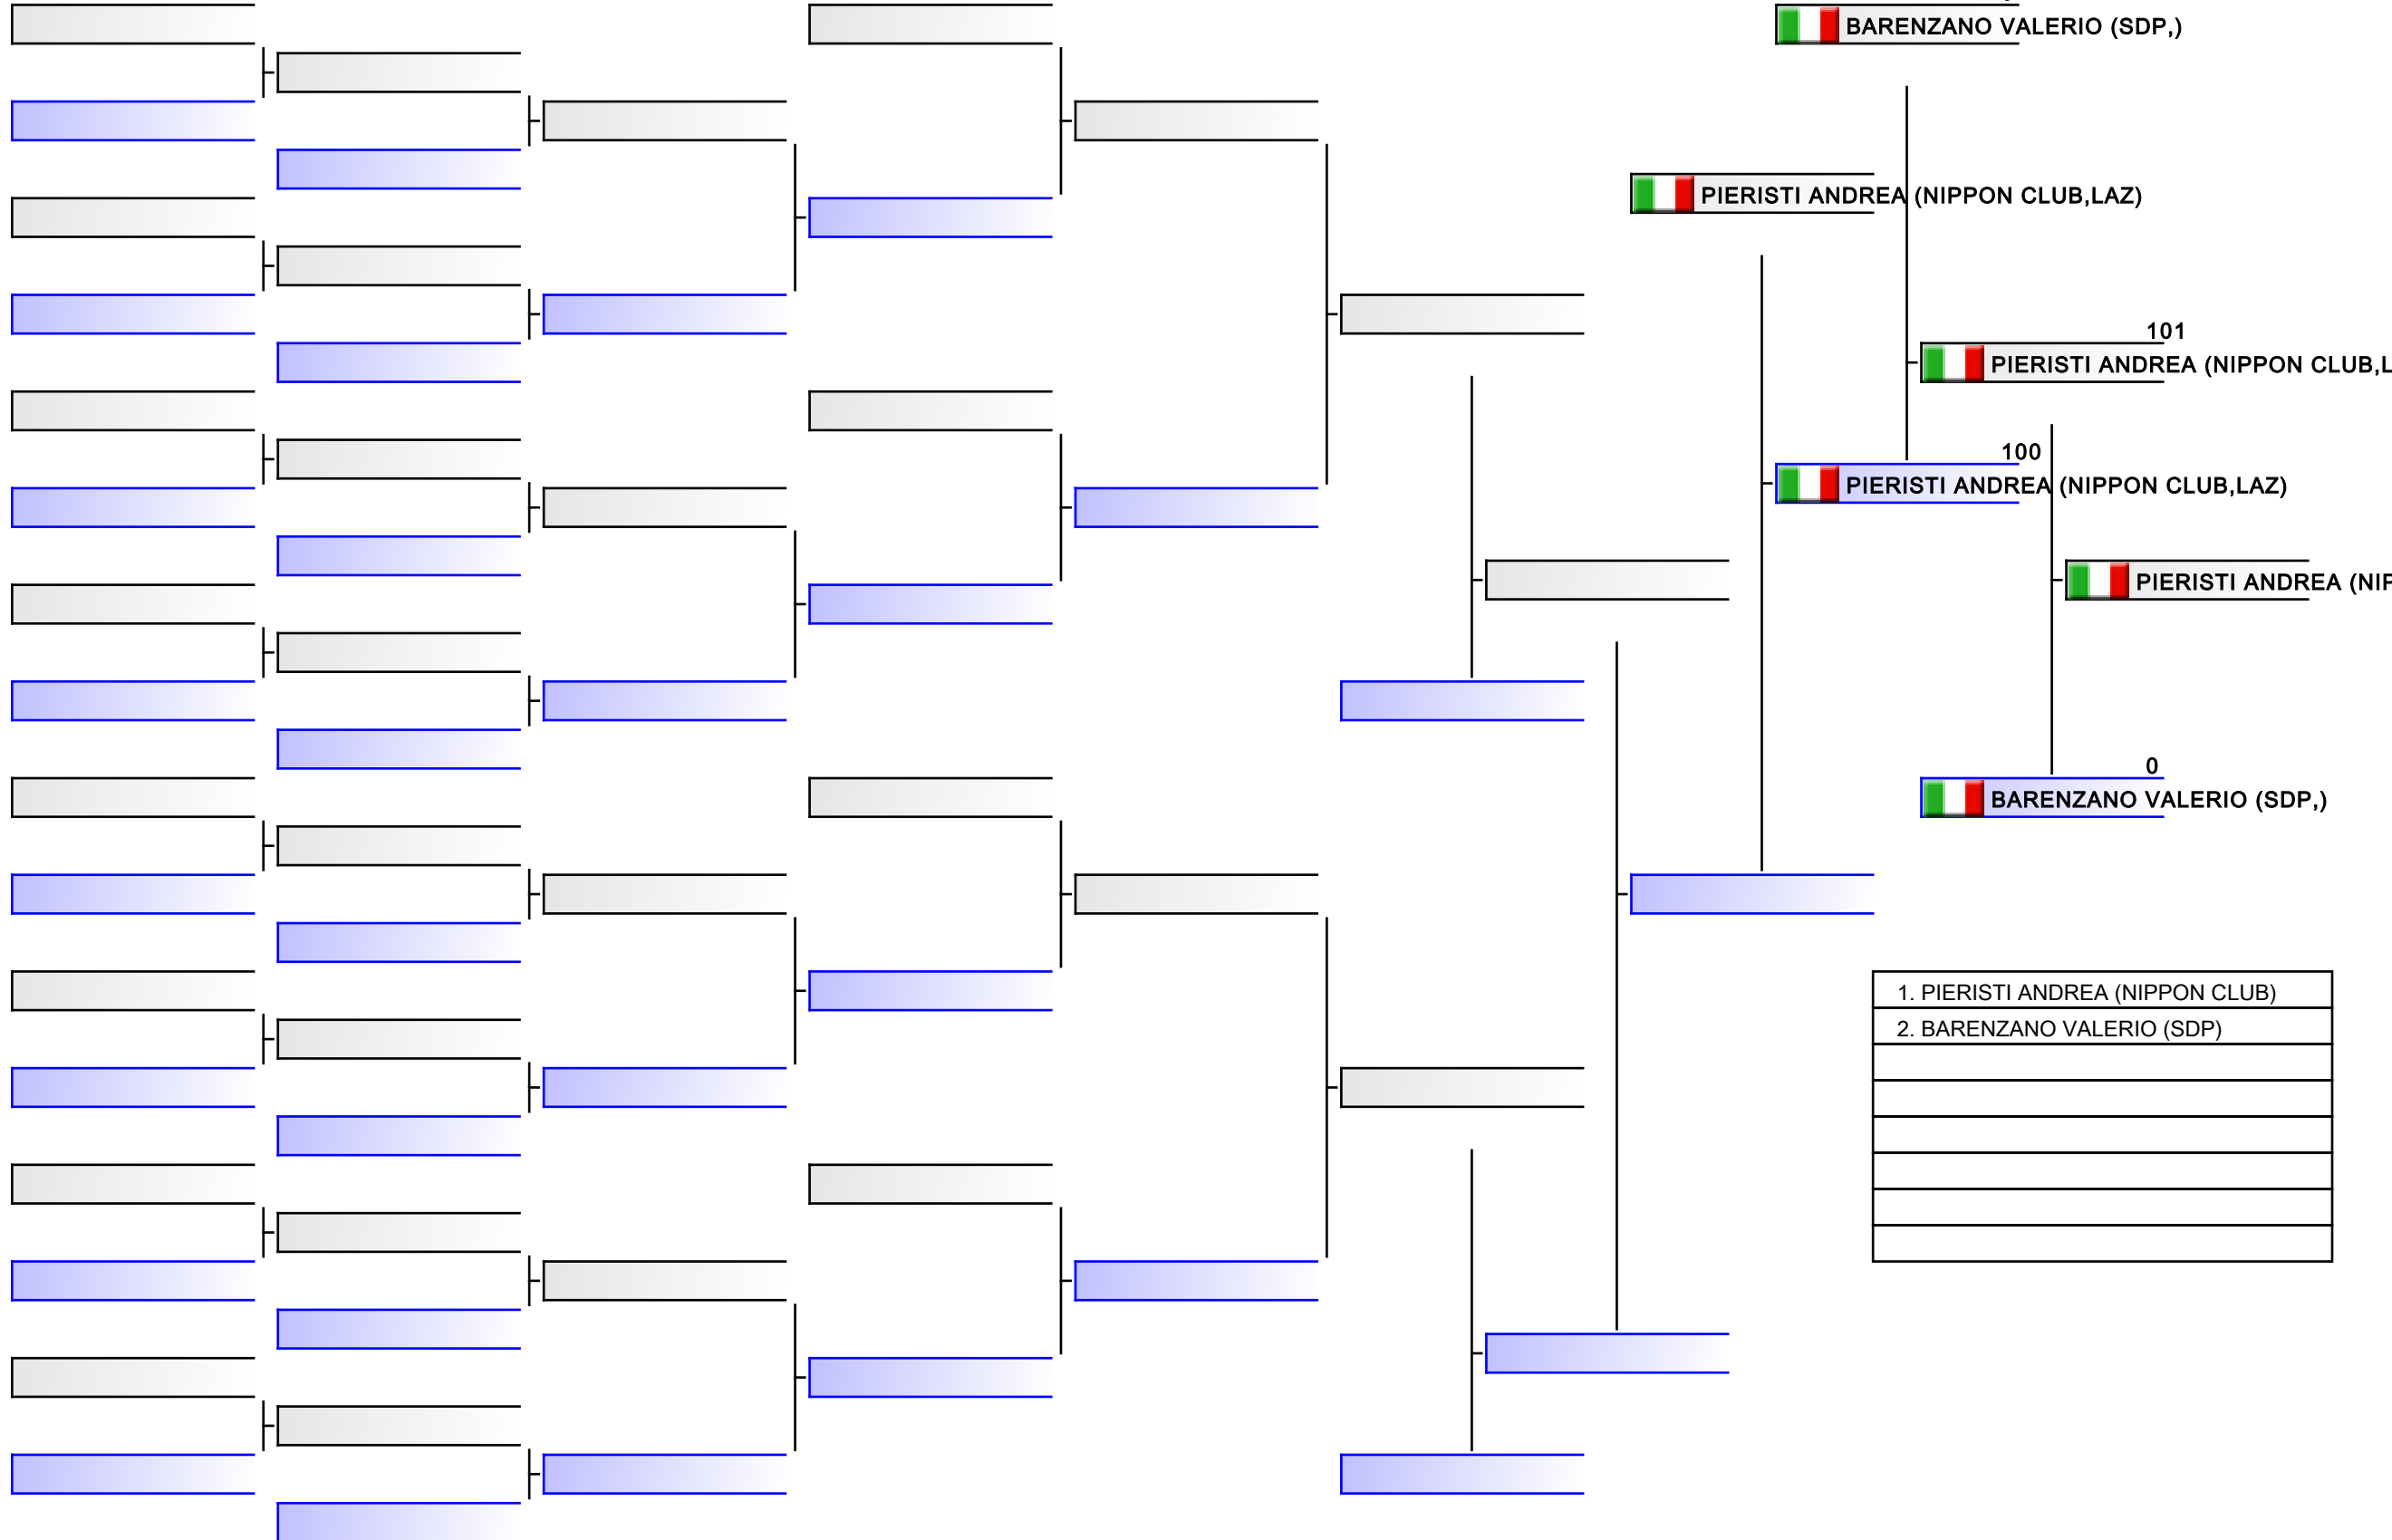 BARENZANO VALERIO (SDP,)
PIERISTI ANDREA (NIPPON CLUB,LAZ)
101
PIERISTI ANDREA (NIPPON CLUB,L
100
PIERISTI ANDREA (NIPPON CLUB,LAZ)
PIERISTI ANDREA (NIP
0
BARENZANO VALERIO (SDP,)
1. PIERISTI ANDREA (NIPPON CLUB)
2. BARENZANO VALERIO (SDP)